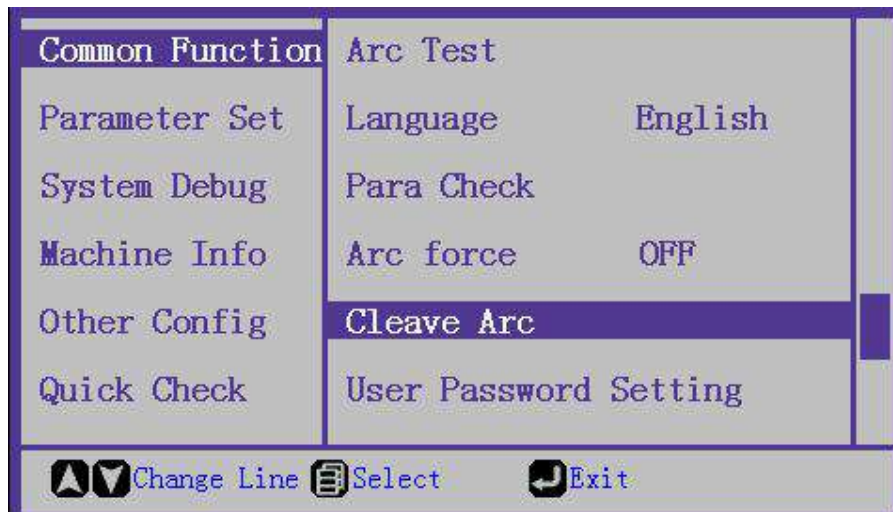 Common Function
Parameter Set
System Debug
Machine Info
Other Config
Quick Check
Arc Test
Language English
Para Check
Arc force OFF
Cleave Arc
User Password Setting
Change Line Select Exit